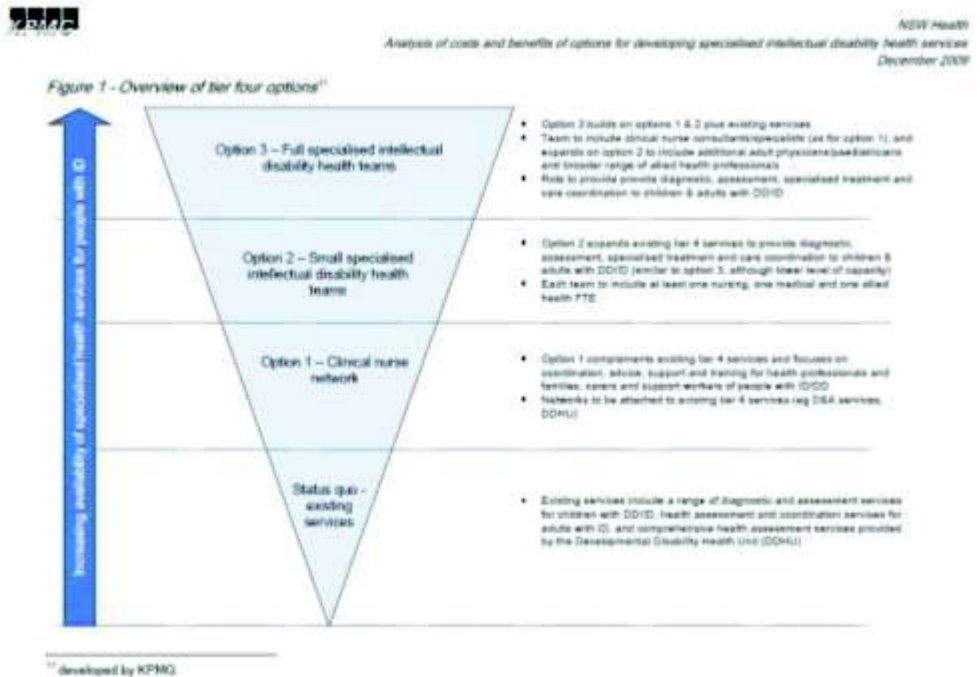 KPMG
NSW Health
Analysis of costs and benefits of options for developing specialised intellectual disability health services
December 2009
Figure 1 - Overview of tier four options
Increasing availability of specialised health services for people with ID
Option 3 – Full specialised intellectual
disability health teams
• Option 3 builds on options 1 & 2 plus existing services
• Team to include clinical nurse consultants/specialists (as for option 1), and
expands on option 2 to include additional adult physicians/paediatricians
and broader range of allied health professionals
• Role to provide provide diagnostic, assessment, specialised treatment and
care coordination to children & adults with DD/ID
Option 2 – Small specialised
intellectual disability health
teams
• Option 2 expands existing tier 4 services to provide diagnostic,
assessment, specialised treatment and care coordination to children &
adults with DD/ID (similar to option 3, although lower level of capacity)
• Each team to include at least one nursing, one medical and one allied
health FTE
Option 1 – Clinical nurse
network
• Option 1 complements existing tier 4 services and focuses on
coordination, advice, support and training for health professionals and
families, carers and support workers of people with ID/DD
• Networks to be attached to existing tier 4 services (eg D&A services,
DDHU)
Status quo -
existing
services
• Existing services include a range of diagnostic and assessment services
for children with DD/ID, health assessment and coordination services for
adults with ID, and comprehensive health assessment services provided
by the Developmental Disability Health Unit (DDHU)
developed by KPMG